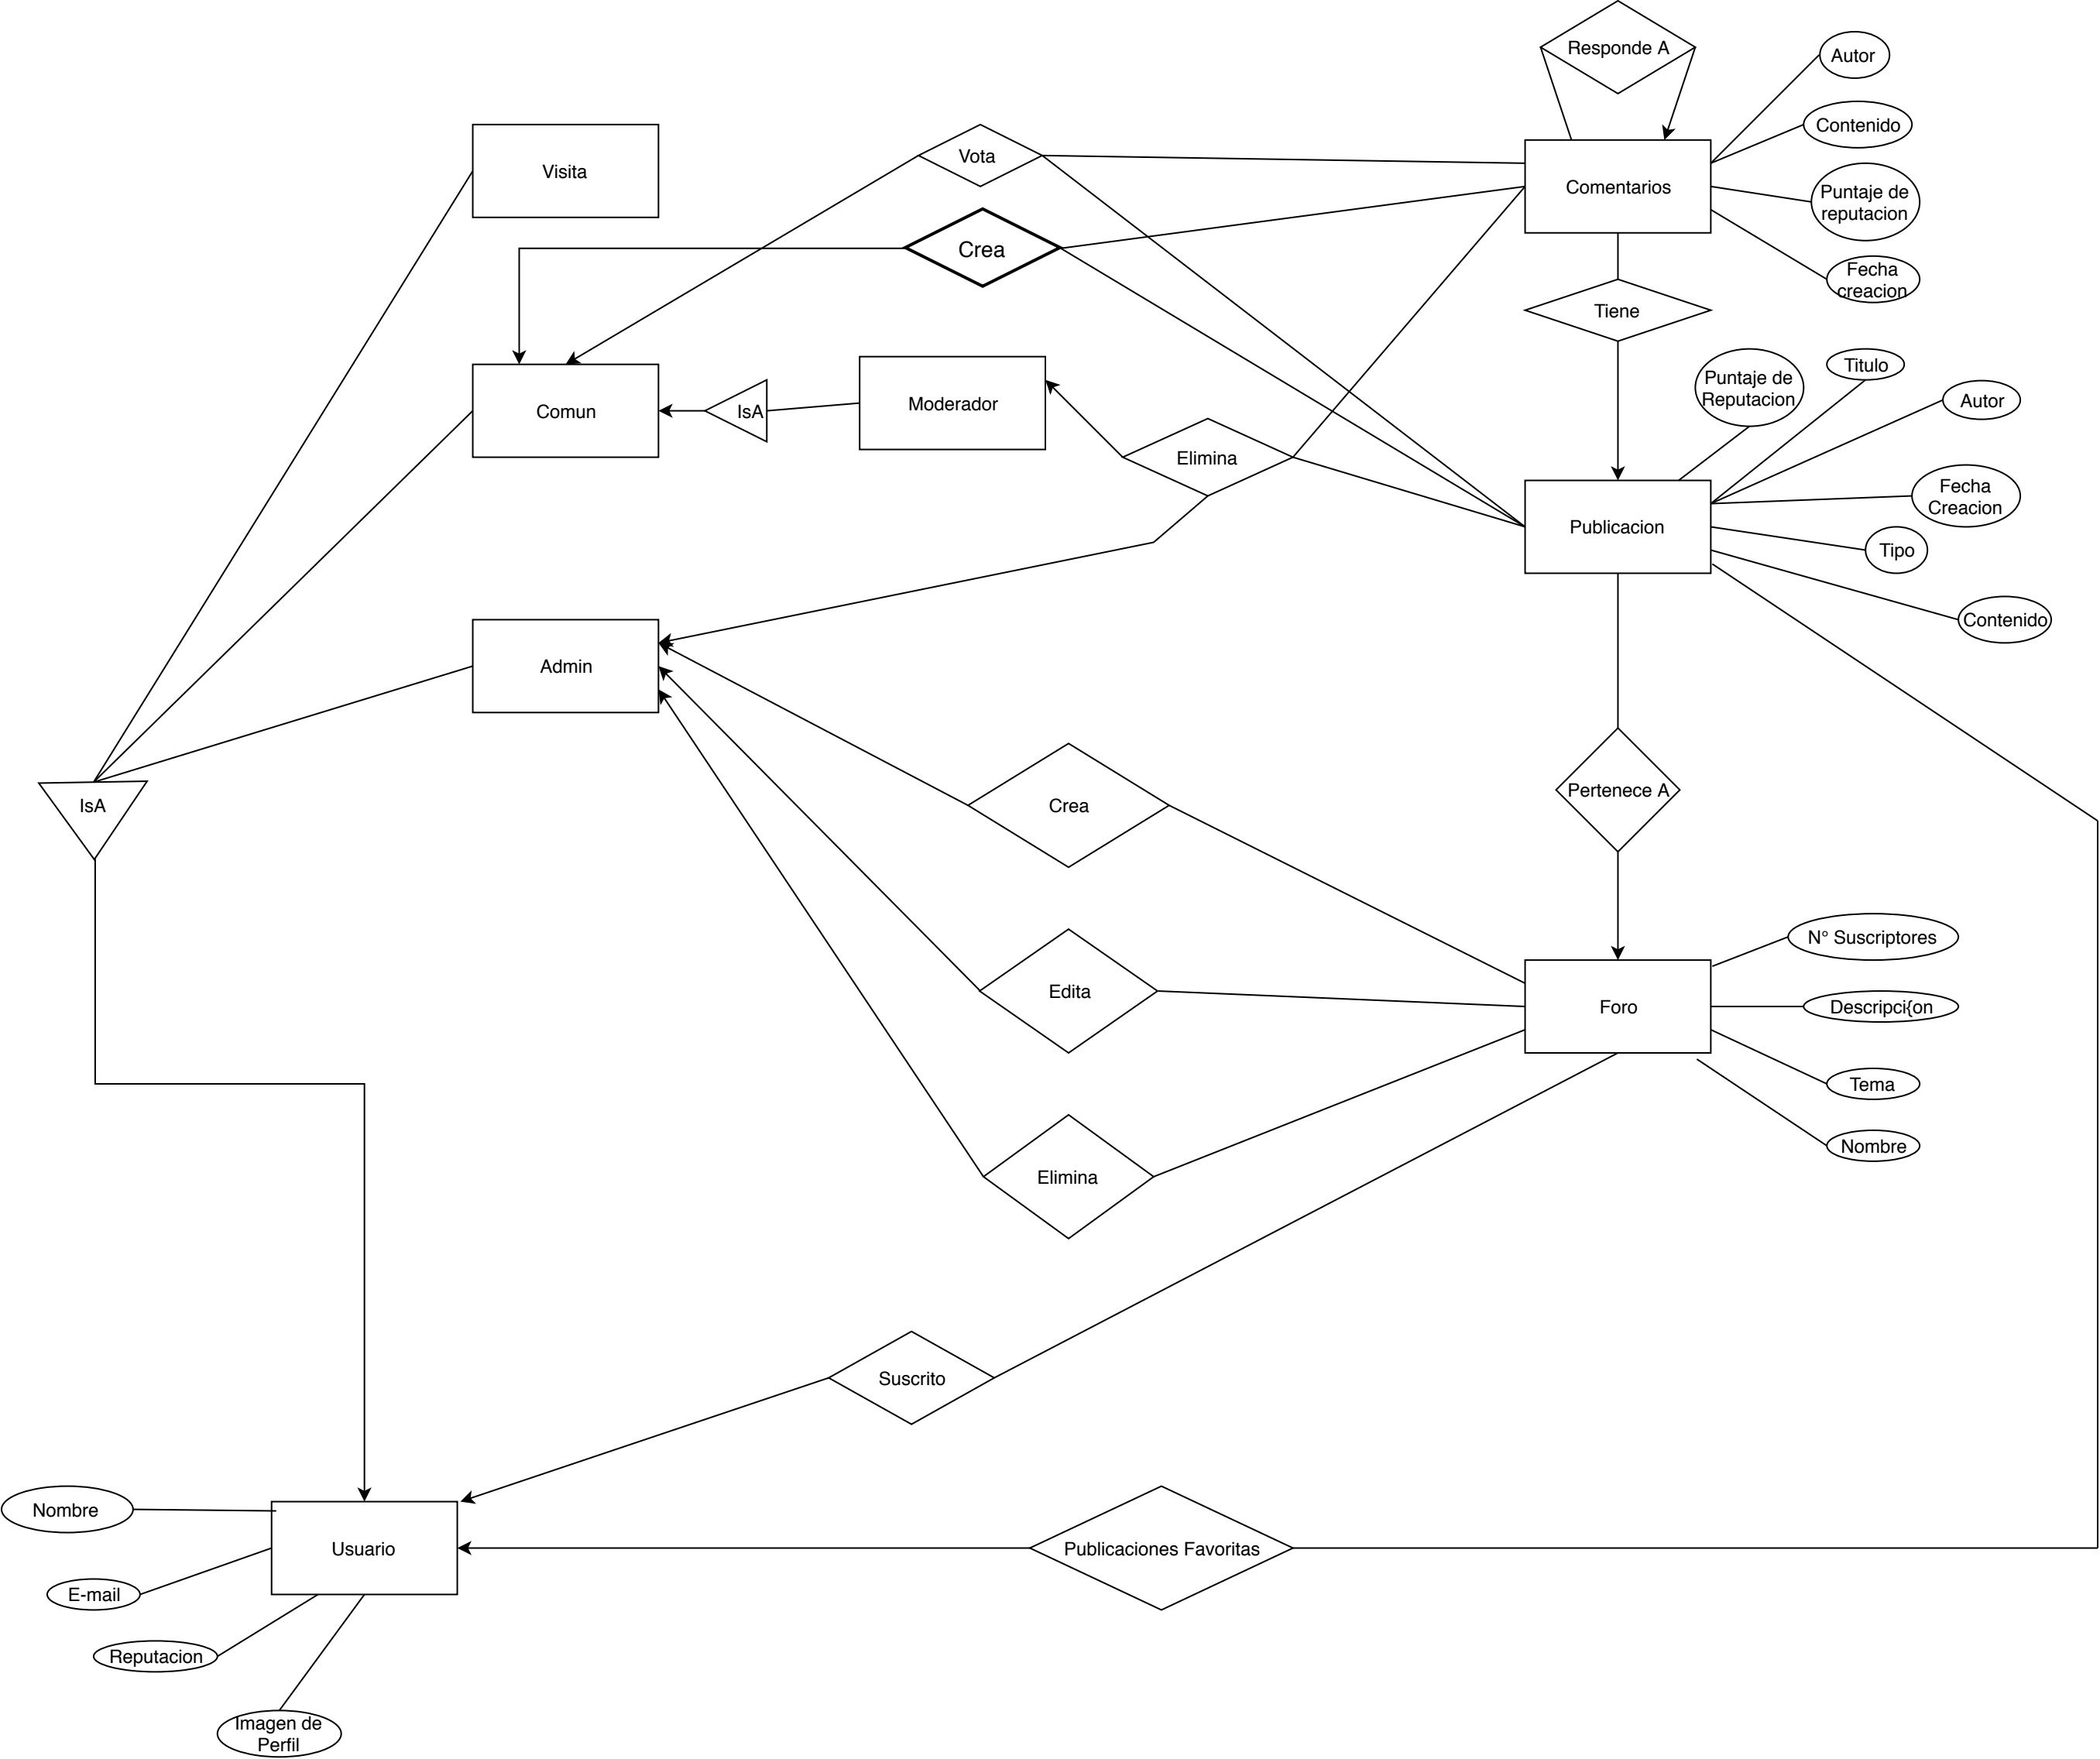 Responde A
Autor
Contenido
Vota
Visita
Comentarios
Puntaje de
reputacion
Crea
Fecha
creacion
Tiene
Puntaje de
Reputacion
Titulo
Autor
Comun
IsA
Moderador
Elimina
Fecha
Creacion
Publicacion
Tipo
Contenido
Admin
IsA
Crea
Pertenece A
N° Suscriptores
Edita
Foro
Descripci{on
Tema
Nombre
Elimina
Suscrito
Nombre
Usuario
Publicaciones Favoritas
E-mail
Reputacion
Imagen de
Perfil